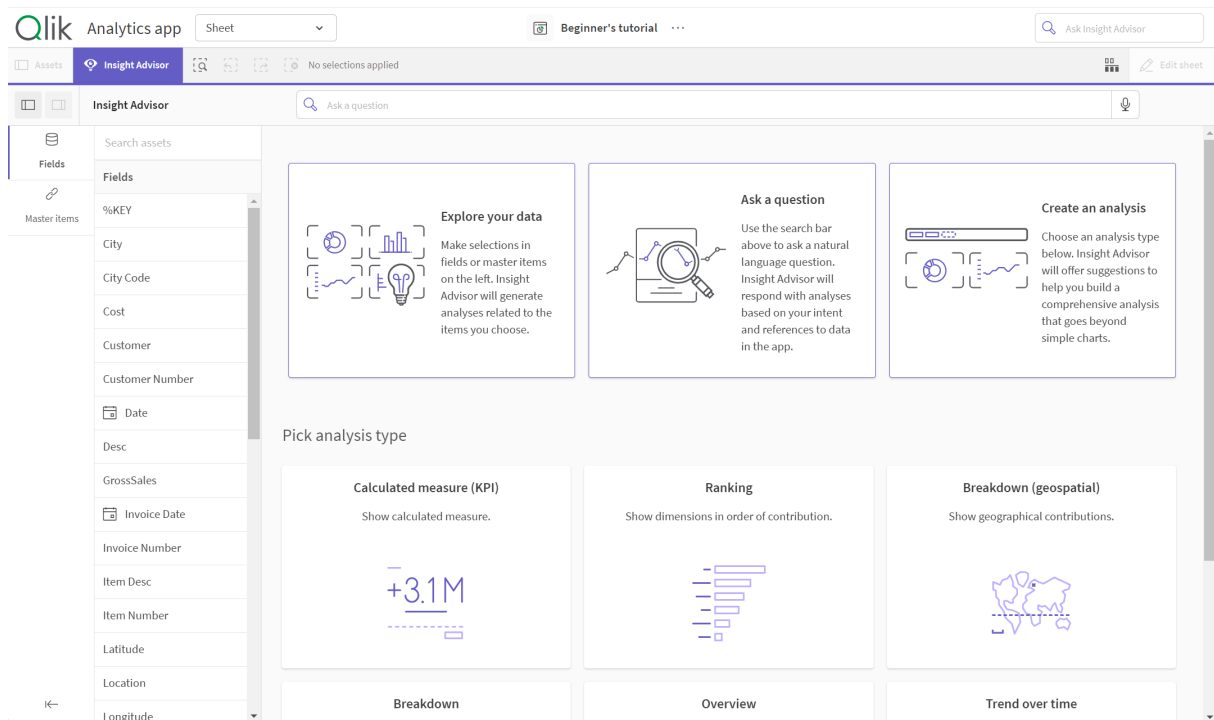 Qlik Analytics app Sheet Beginner's tutorial ... Ask Insight Advisor
Assets Insight Advisor No selections applied Edit sheet
Insight Advisor Ask a question
Fields
Master items
Search assets
Fields
%KEY
City
City Code
Cost
Customer
Customer Number
Date
Desc
GrossSales
Invoice Date
Invoice Number
Item Desc
Item Number
Latitude
Location
Longitude
Explore your data
Make selections in
fields or master items
on the left. Insight
Advisor will generate
analyses related to the
items you choose.
Ask a question
Use the search bar
above to ask a natural
language question.
Insight Advisor will
respond with analyses
based on your intent
and references to data
in the app.
Create an analysis
Choose an analysis type
below. Insight Advisor
will offer suggestions to
help you build a
comprehensive analysis
that goes beyond
simple charts.
Pick analysis type
Calculated measure (KPI)
Show calculated measure.
+3.1M
Ranking
Show dimensions in order of contribution.
Breakdown (geospatial)
Show geographical contributions.
Breakdown
Overview
Trend over time